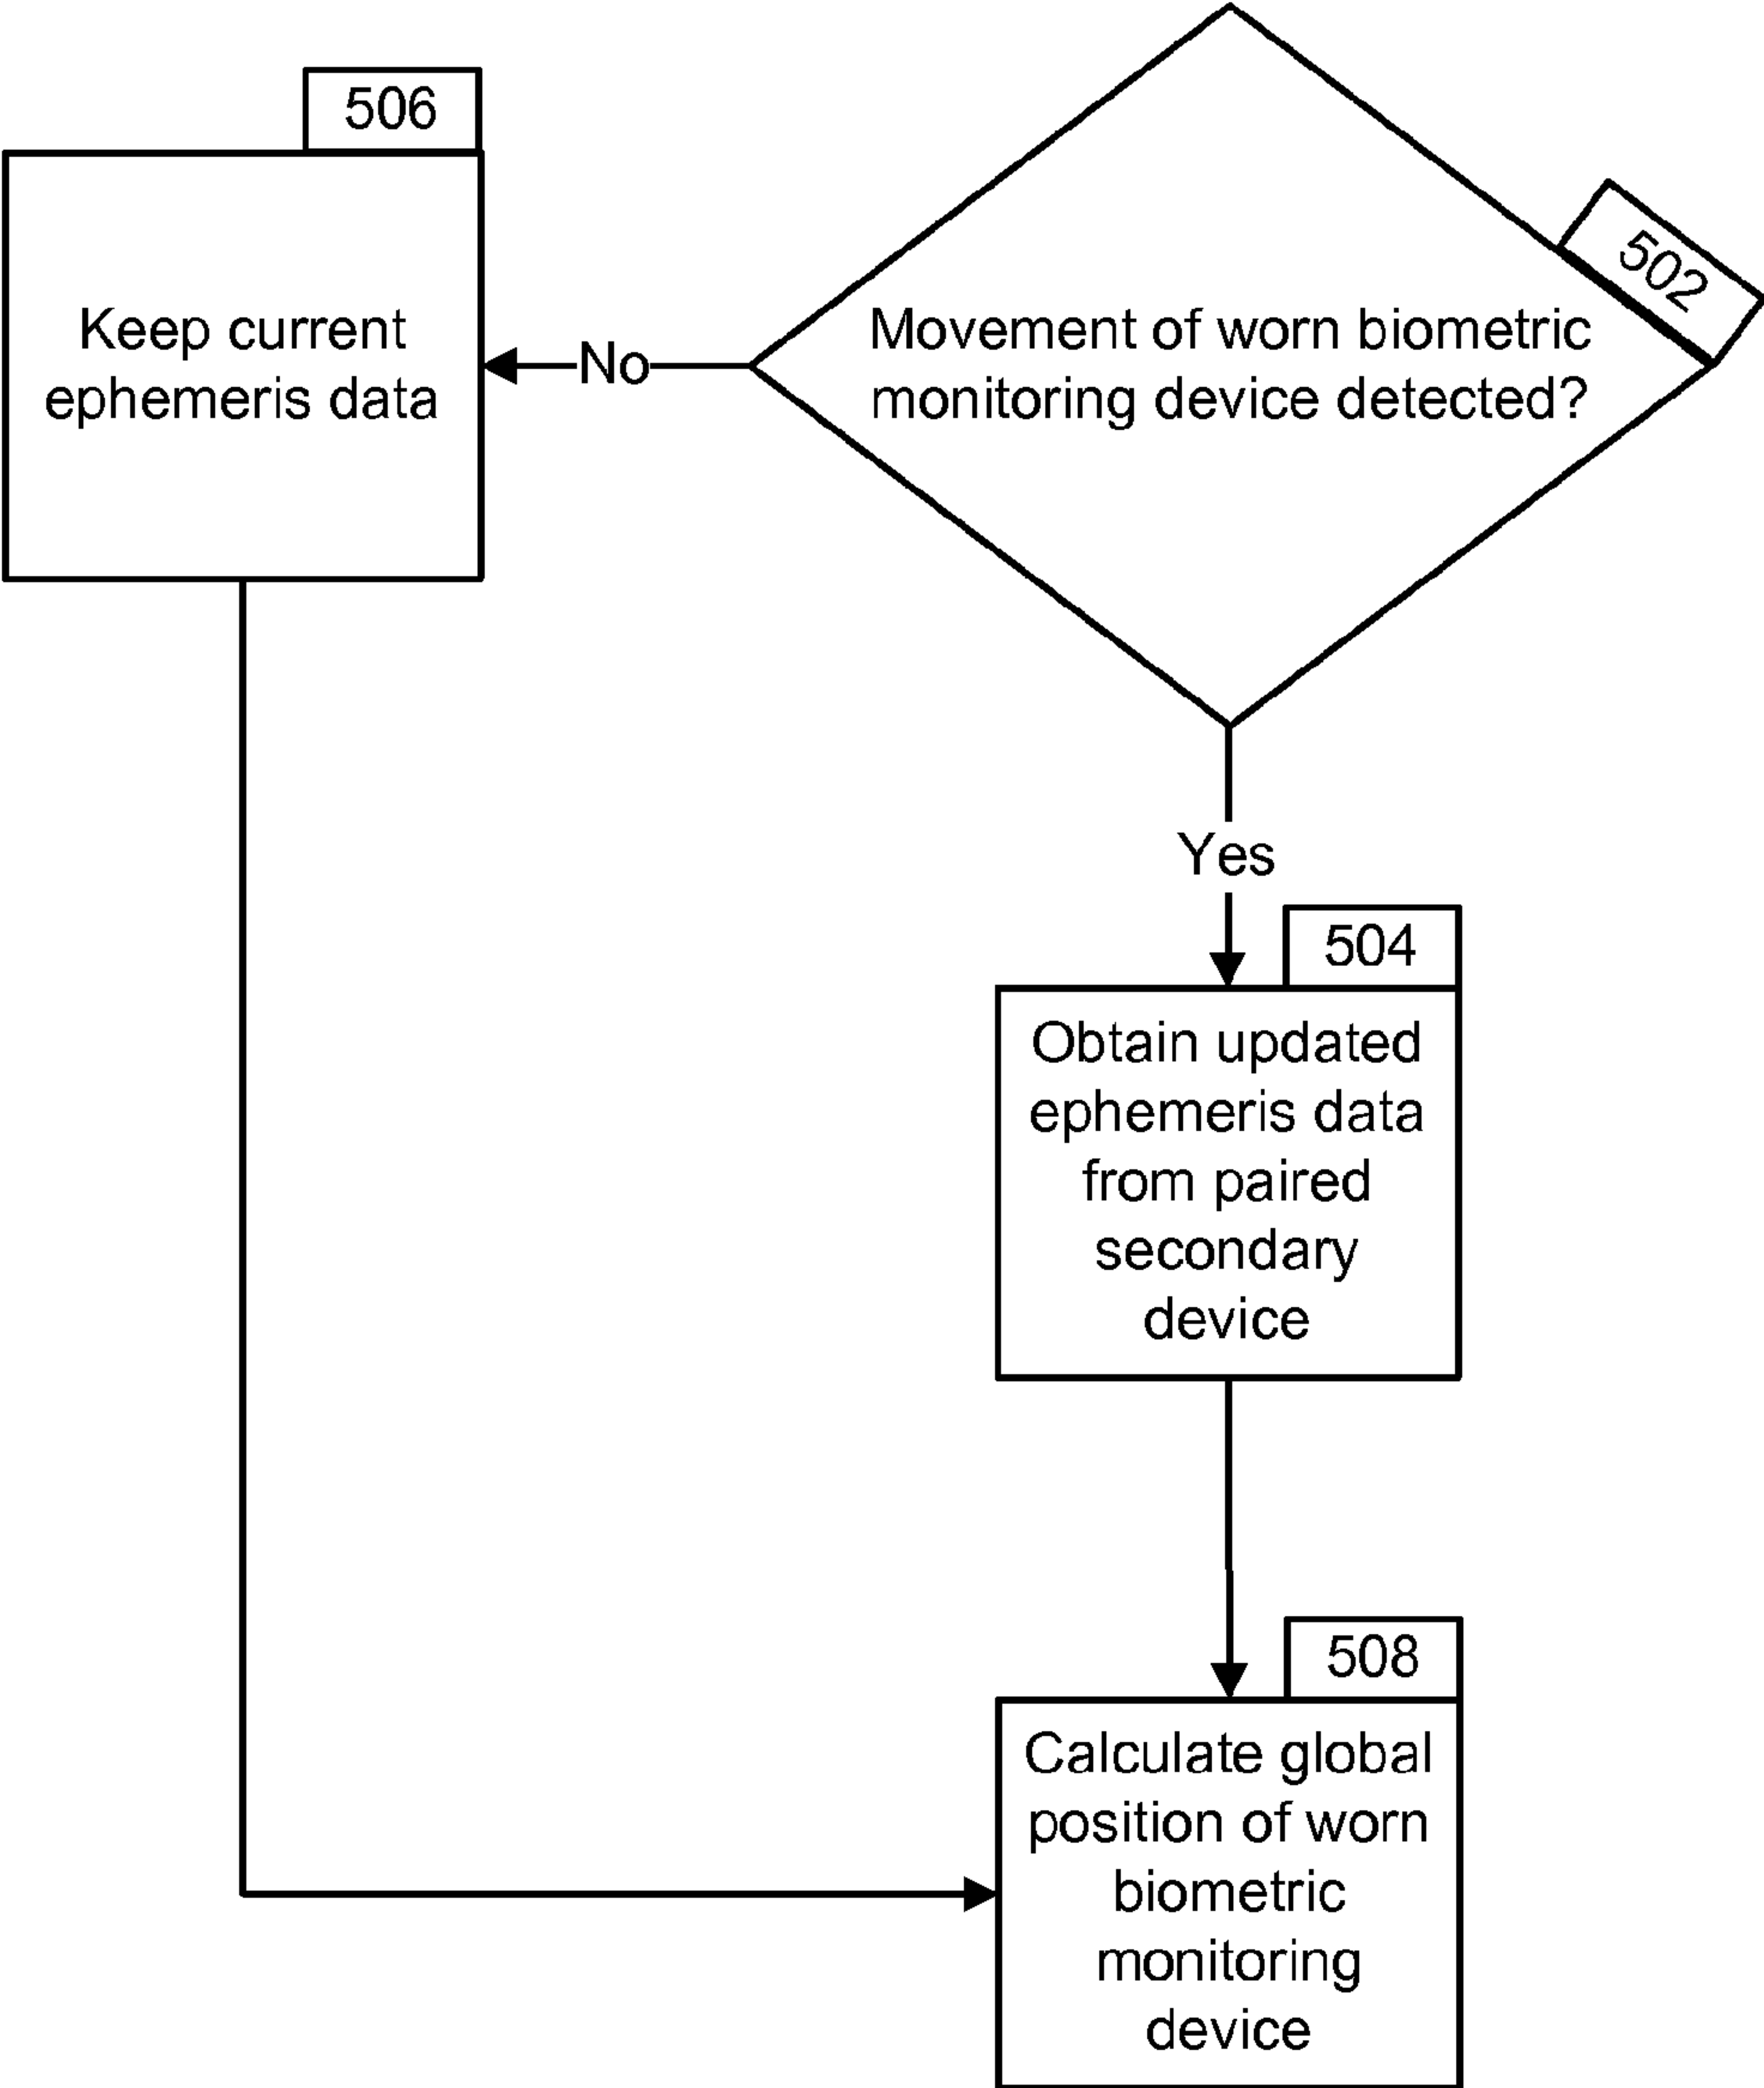 506
Keep current
ephemeris data
No
502
Movement of worn biometric
monitoring device detected?
Yes
504
Obtain updated
ephemeris data
from paired
secondary
device
508
Calculate global
position of worn
biometric
monitoring
device